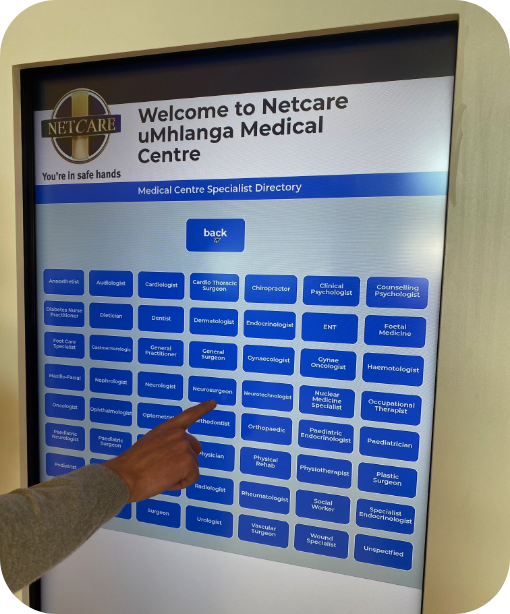 NETCARE
You're in safe hands
Welcome to Netcare
uMhlanga Medical
Centre
Medical Centre Specialist Directory
back
Anaesthetist
Audiologist
Cardiologist
Cardio Thoracic
Surgeon
Chiropractor
Clinical
Psychologist
Counselling
Psychologist
Diabetes Nurse
Practitioner
Dietician
Dentist
Dermatologist
Endocrinologist
ENT
Foetal
Medicine
Foot Care
Specialist
Gastroenterologist
General
Practitioner
General
Surgeon
Gynaecologist
Gynae
Oncologist
Haematologist
Maxillo-Facial
Nephrologist
Neurologist
Neurosurgeon
Neurotechnologist
Nuclear
Medicine
Specialist
Occupational
Therapist
Oncologist
Ophthalmologist
Optometrist
Orthodontist
Orthopaedic
Paediatric
Endocrinologist
Paediatrician
Paediatric
Neurologist
Paediatric
Surgeon
Physician
Physical
Rehab
Physiotherapist
Plastic
Surgeon
Podiatrist
Radiologist
Rheumatologist
Social
Worker
Specialist
Endocrinologist
Surgeon
Urologist
Vascular
Surgeon
Wound
Specialist
Unspecified